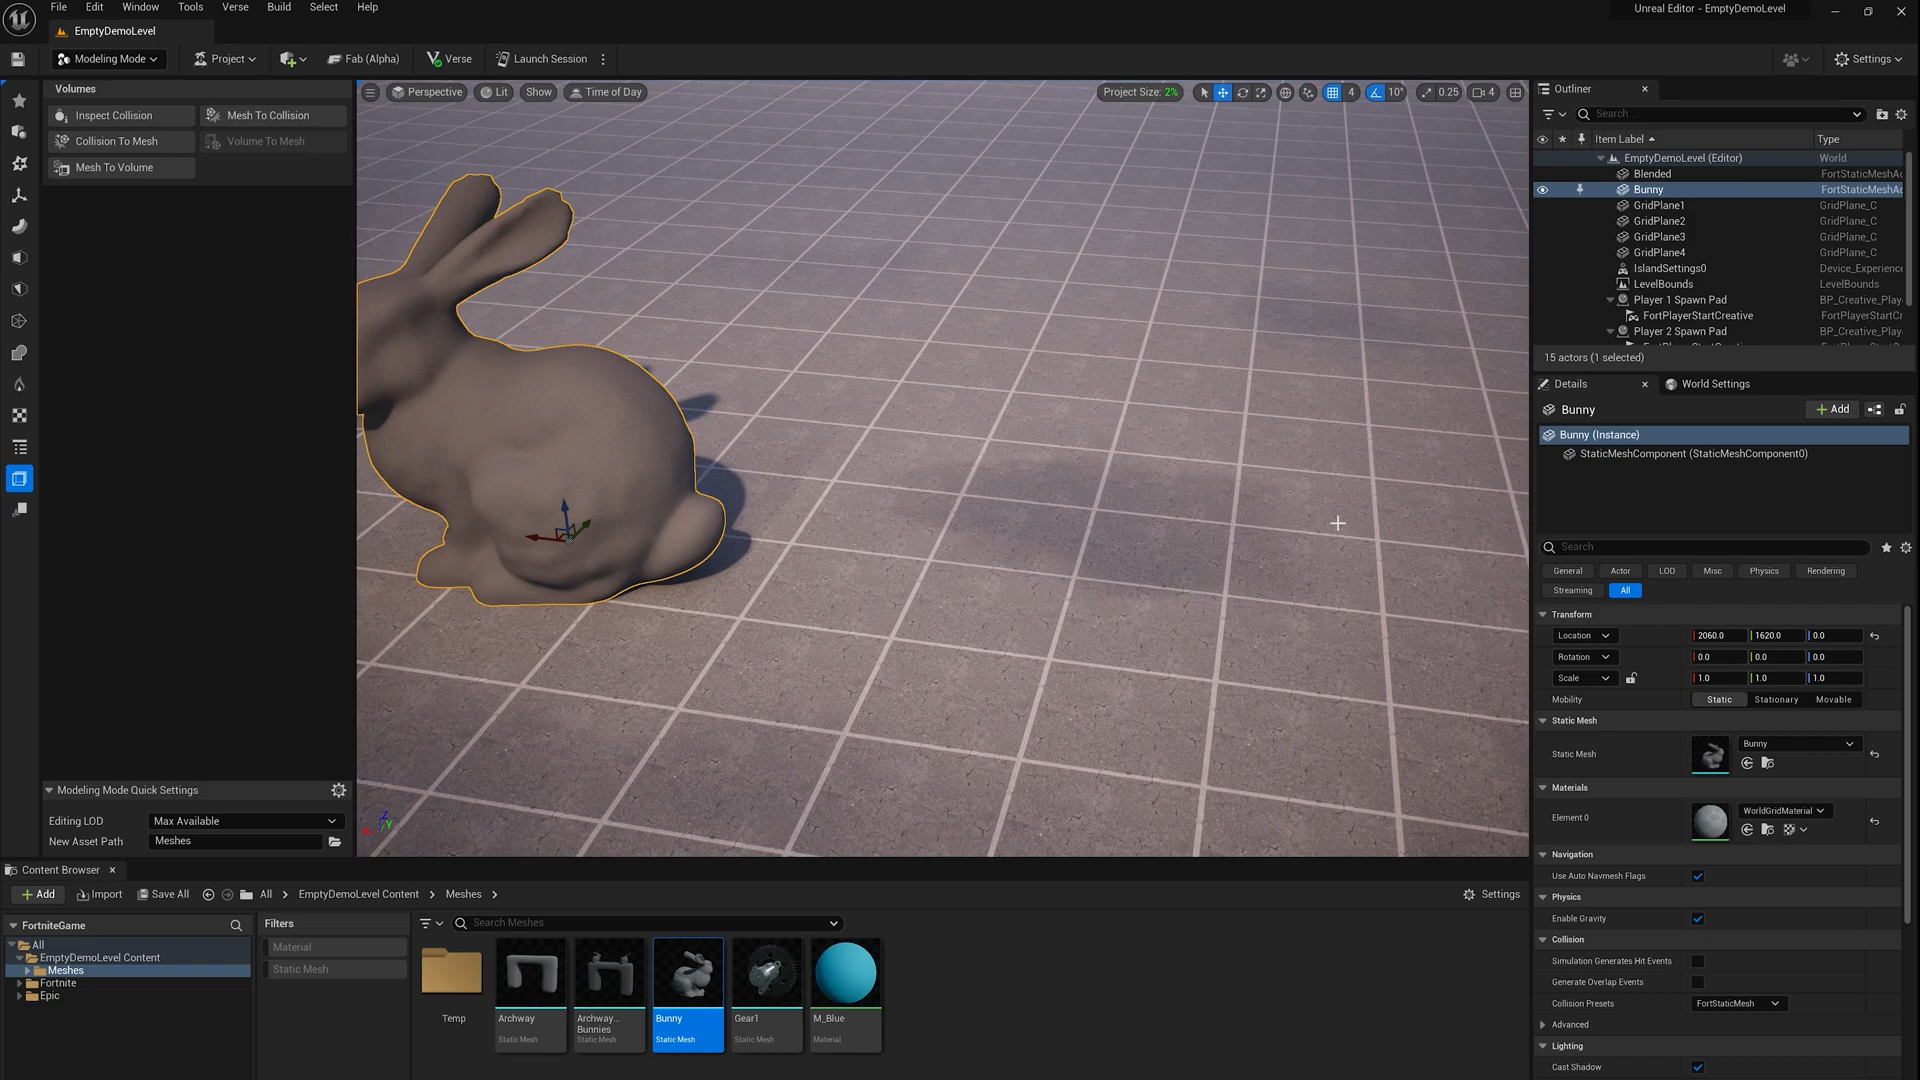 File Edit Window Tools Verse Build Select Help
Unreal Editor - EmptyDemoLevel
EmptyDemoLevel
Modeling Mode
Project
Fab (Alpha)
Verse
Launch Session
Settings
Volumes
Inspect Collision
Mesh To Collision
Collision To Mesh
Volume To Mesh
Mesh To Volume
Perspective
Lit
Show
Time of Day
Project Size: 2%
4
10°
0.25
4
Z
Y
Modeling Mode Quick Settings
Editing LOD
Max Available
New Asset Path
Meshes
Outliner
Search...
Item Label
Type
EmptyDemoLevel (Editor) World
Blended FortStaticMeshAc
Bunny FortStaticMeshAc
GridPlane1 GridPlane_C
GridPlane2 GridPlane_C
GridPlane3 GridPlane_C
GridPlane4 GridPlane_C
IslandSettings0 Device_Experience
LevelBounds LevelBounds
Player 1 Spawn Pad BP_Creative_Play
FortPlayerStartCreative FortPlayerStartCr
Player 2 Spawn Pad BP_Creative_Play
15 actors (1 selected)
Details
World Settings
Bunny
Add
Bunny (Instance)
StaticMeshComponent (StaticMeshComponent0)
Search
General Actor LOD Misc Physics Rendering
Streaming All
Transform
Location 2060.0 1620.0 0.0
Rotation 0.0 0.0 0.0
Scale 1.0 1.0 1.0
Mobility Static Stationary Movable
Static Mesh
Static Mesh
Bunny
Materials
Element 0
WorldGridMaterial
Navigation
Use Auto Navmesh Flags
Physics
Enable Gravity
Collision
Simulation Generates Hit Events
Generate Overlap Events
Collision Presets FortStaticMesh
Advanced
Lighting
Cast Shadow
Content Browser
Add
Import
Save All
All
EmptyDemoLevel Content
Meshes
Settings
FortniteGame
All
EmptyDemoLevel Content
Meshes
Fortnite
Epic
Filters
Material
Static Mesh
Search Meshes
Temp
Archway
Static Mesh
Archway...
Bunnies
Static Mesh
Bunny
Static Mesh
Gear1
Static Mesh
M_Blue
Material